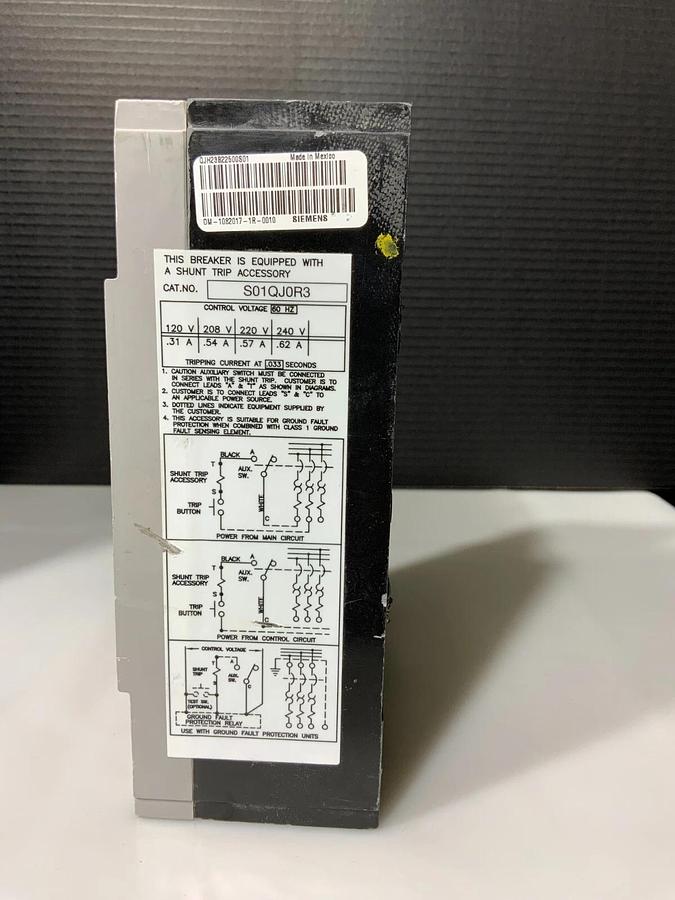 QJH23B22500S01 Made in Mexico
OM-1082017-1R-0010 SIEMENS
THIS BREAKER IS EQUIPPED WITH
A SHUNT TRIP ACCESSORY
CAT.NO. S01QJ0R3
CONTROL VOLTAGE 60 HZ
120 V 208 V 220 V 240 V
.31 A .54 A .57 A .62 A
TRIPPING CURRENT AT .033 SECONDS
1. CAUTION AUXILIARY SWITCH MUST BE CONNECTED
IN SERIES WITH THE SHUNT TRIP. CUSTOMER IS TO
CONNECT LEADS "A" & "T" AS SHOWN IN DIAGRAMS.
2. CUSTOMER IS TO CONNECT LEADS "S" & "C" TO
AN APPLICABLE POWER SOURCE.
3. DOTTED LINES INDICATE EQUIPMENT SUPPLIED BY
THE CUSTOMER.
4. THIS ACCESSORY IS SUITABLE FOR GROUND FAULT
PROTECTION WHEN COMBINED WITH CLASS 1 GROUND
FAULT SENSING ELEMENT.
BLACK A
T
SHUNT TRIP
ACCESSORY
AUX.
SW.
S
TRIP
BUTTON
WHITE
C
POWER FROM MAIN CIRCUIT
BLACK A
T
SHUNT TRIP
ACCESSORY
AUX.
SW.
S
TRIP
BUTTON
WHITE
C
POWER FROM CONTROL CIRCUIT
CONTROL VOLTAGE
T A
SHUNT
TRIP
AUX.
SW.
S
C
TEST SW.
(OPTIONAL)
GROUND FAULT
PROTECTION RELAY
USE WITH GROUND FAULT PROTECTION UNITS